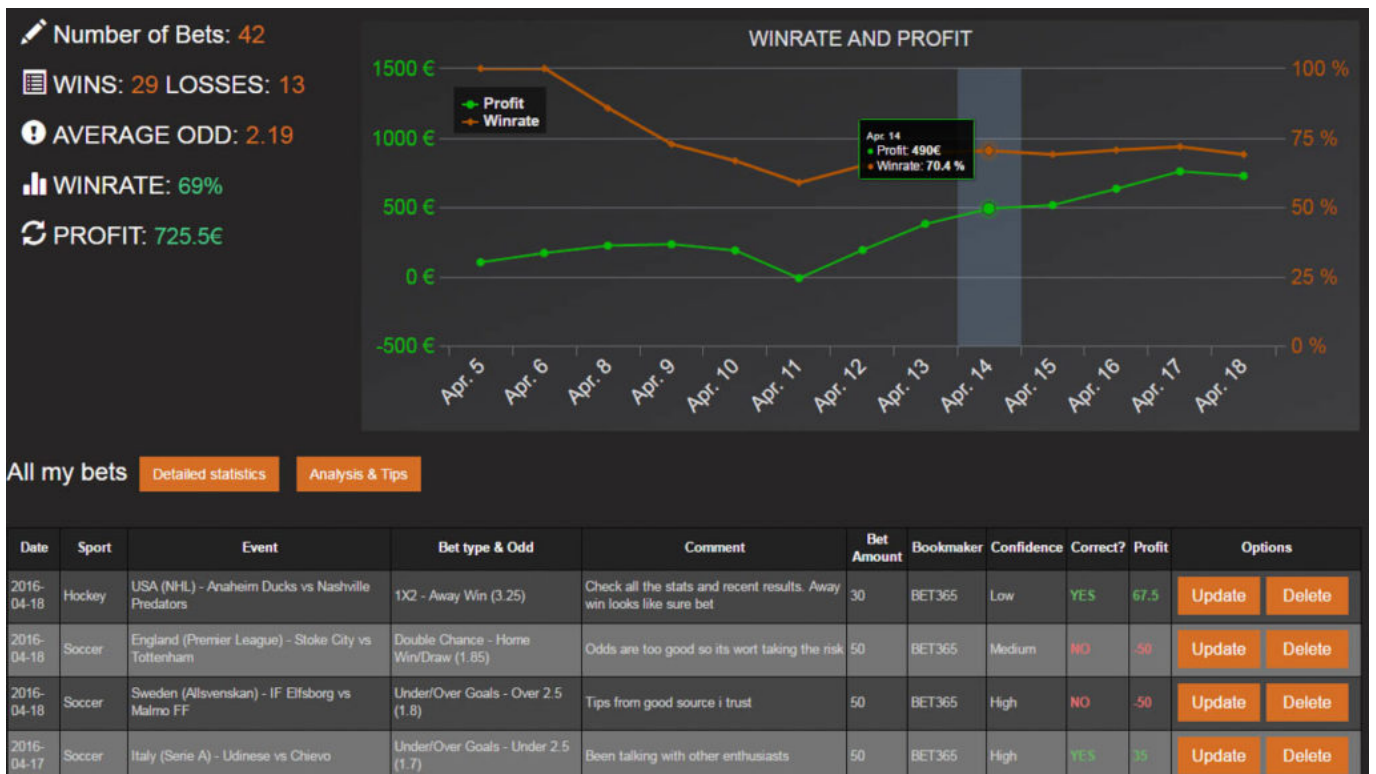 Number of Bets: 42
WINS: 29 LOSSES: 13
AVERAGE ODD: 2.19
WINRATE: 69%
PROFIT: 725.5€
WINRATE AND PROFIT
1500 €
1000 €
500 €
0 €
-500 €
Profit
Winrate
Apr. 14
Profit: 490€
Winrate: 70.4 %
100 %
75 %
50 %
25 %
0 %
Apr. 5
Apr. 6
Apr. 8
Apr. 9
Apr. 10
Apr. 11
Apr. 12
Apr. 13
Apr. 14
Apr. 15
Apr. 16
Apr. 17
Apr. 18
All my bets Detailed statistics Analysis & Tips
Date Sport Event Bet type & Odd Comment Bet Amount Bookmaker Confidence Correct? Profit Options
2016-04-18 Hockey USA (NHL) - Anaheim Ducks vs Nashville Predators 1X2 - Away Win (3.25) Check all the stats and recent results. Away win looks like sure bet 30 BET365 Low YES 67.5 Update Delete
2016-04-18 Soccer England (Premier League) - Stoke City vs Tottenham Double Chance - Home Win/Draw (1.85) Odds are too good so its wort taking the risk 50 BET365 Medium NO -50 Update Delete
2016-04-18 Soccer Sweden (Allsvenskan) - IF Elfsborg vs Malmo FF Under/Over Goals - Over 2.5 (1.8) Tips from good source i trust 50 BET365 High NO -50 Update Delete
2016-04-17 Soccer Italy (Serie A) - Udinese vs Chievo Under/Over Goals - Under 2.5 (1.7) Been talking with other enthusiasts 50 BET365 High YES 35 Update Delete